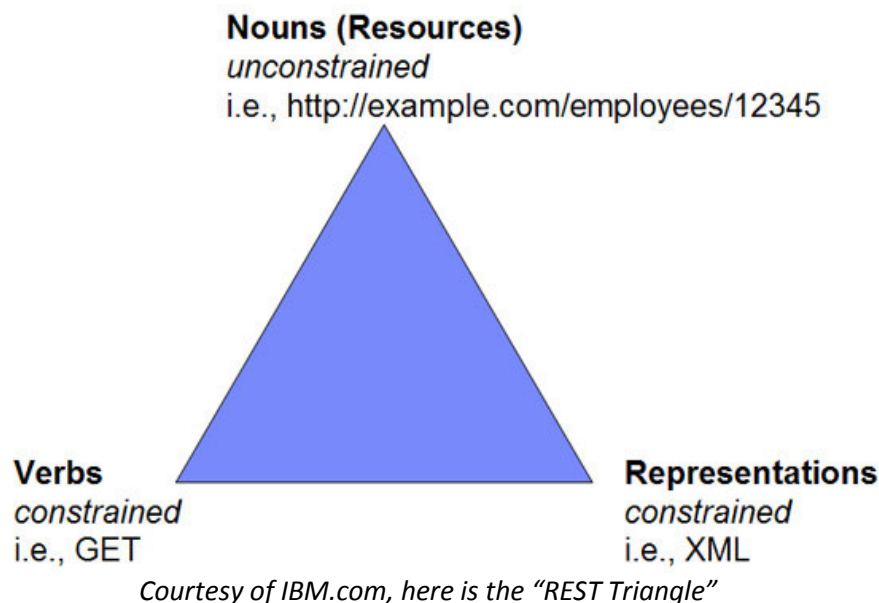 Nouns (Resources)
unconstrained
i.e., http://example.com/employees/12345
Verbs
constrained
i.e., GET
Representations
constrained
i.e., XML
Courtesy of IBM.com, here is the “REST Triangle”